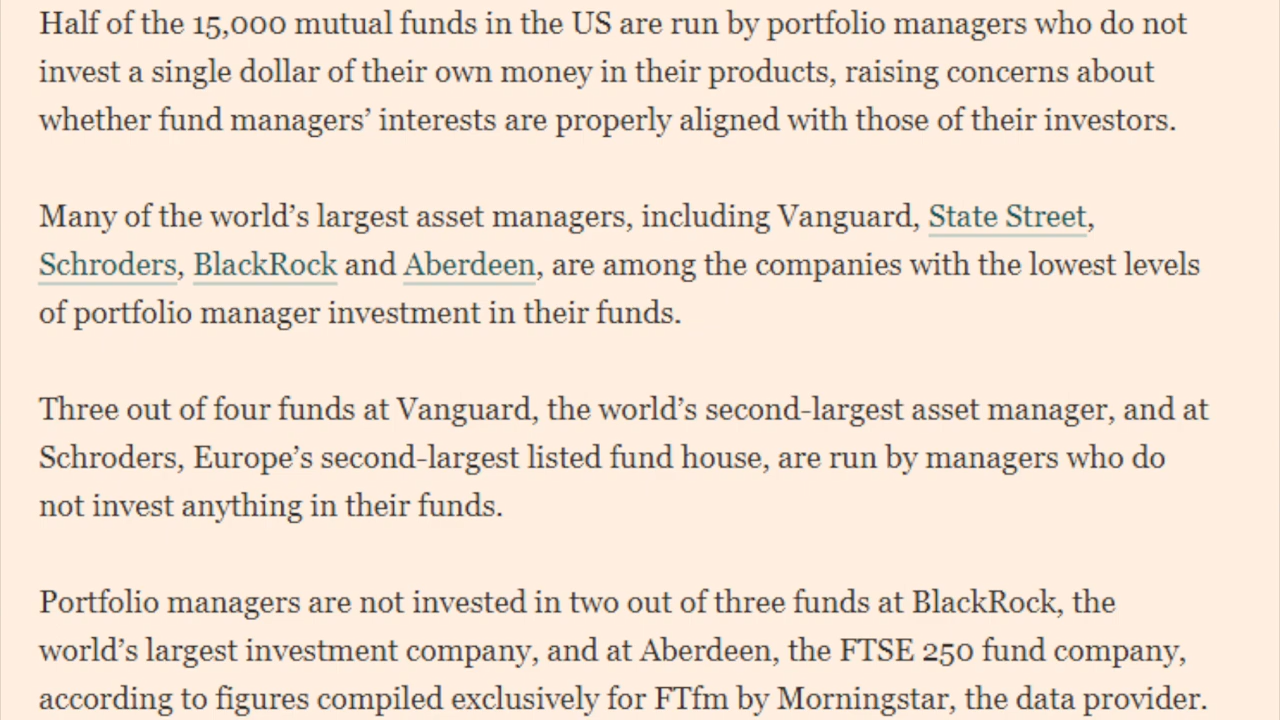 Half of the 15,000 mutual funds in the US are run by portfolio managers who do not
invest a single dollar of their own money in their products, raising concerns about
whether fund managers’ interests are properly aligned with those of their investors.
Many of the world’s largest asset managers, including Vanguard, State Street,
Schroders, BlackRock and Aberdeen, are among the companies with the lowest levels
of portfolio manager investment in their funds.
Three out of four funds at Vanguard, the world’s second-largest asset manager, and at
Schroders, Europe’s second-largest listed fund house, are run by managers who do
not invest anything in their funds.
Portfolio managers are not invested in two out of three funds at BlackRock, the
world’s largest investment company, and at Aberdeen, the FTSE 250 fund company,
according to figures compiled exclusively for FTfm by Morningstar, the data provider.